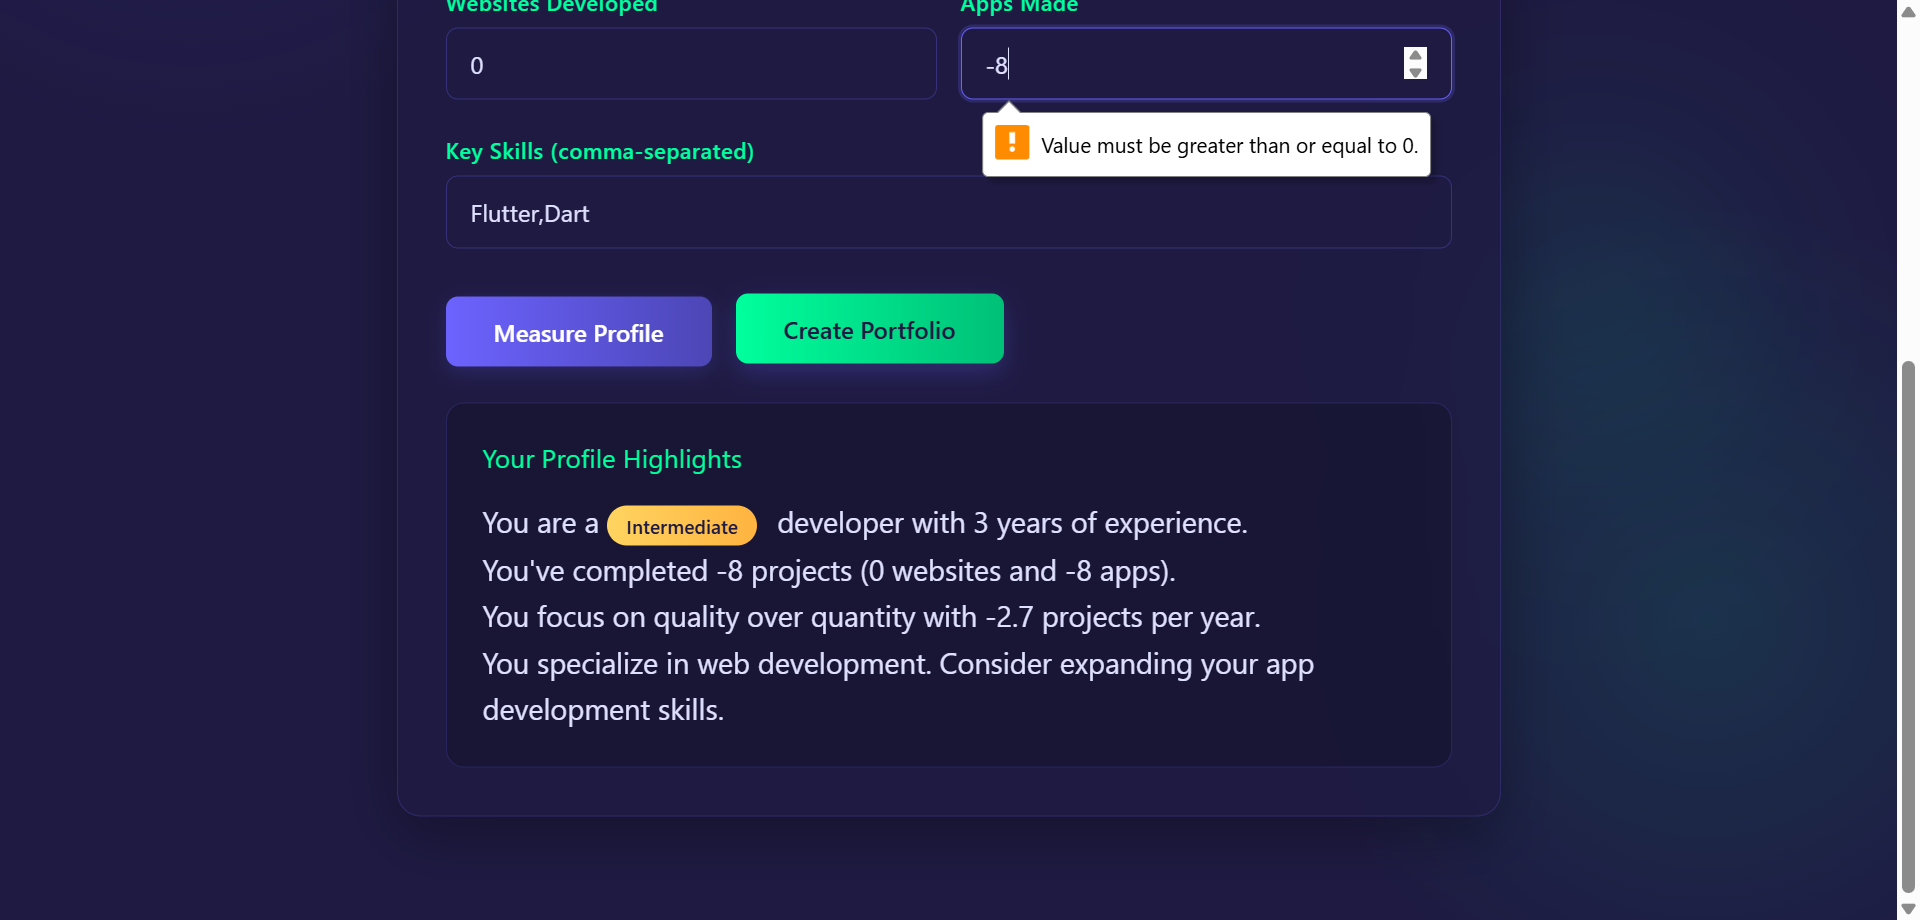 Websites Developed
Apps Made
0
-8
Value must be greater than or equal to 0.
Key Skills (comma-separated)
Flutter,Dart
Measure Profile
Create Portfolio
Your Profile Highlights
You are a Intermediate developer with 3 years of experience.
You've completed -8 projects (0 websites and -8 apps).
You focus on quality over quantity with -2.7 projects per year.
You specialize in web development. Consider expanding your app
development skills.